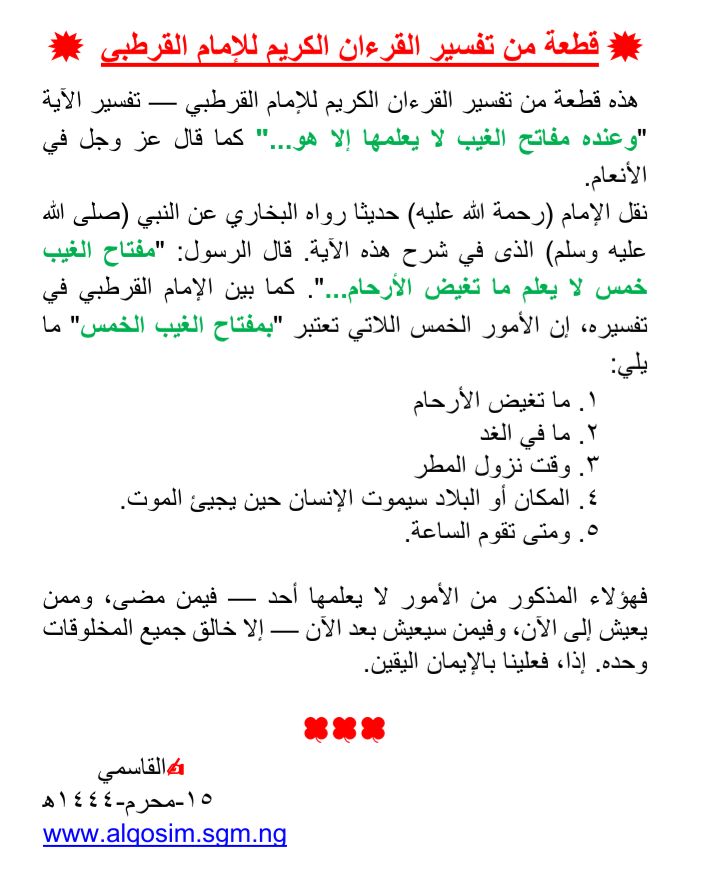 قطعة من تفسير القرءان الكريم للإمام القرطبي
هذه قطعة من تفسير القرءان الكريم للإمام القرطبي — تفسير الآية
"وعنده مفاتح الغيب لا يعلمها إلا هو..." كما قال عز وجل في
الأنعام.
نقل الإمام (رحمة الله عليه) حديثا رواه البخاري عن النبي (صلى الله
عليه وسلم) الذى في شرح هذه الآية. قال الرسول: "مفتاح الغيب
خمس لا يعلم ما تغيض الأرحام...". كما بين الإمام القرطبي في
تفسيره، إن الأمور الخمس اللاتي تعتبر "بمفتاح الغيب الخمس" ما
يلي:
١. ما تغيض الأرحام
٢. ما في الغد
٣. وقت نزول المطر
٤. المكان أو البلاد سيموت الإنسان حين يجيئ الموت.
٥. ومتى تقوم الساعة.
فهؤلاء المذكور من الأمور لا يعلمها أحد — فيمن مضى، وممن
يعيش إلى الآن، وفيمن سيعيش بعد الآن — إلا خالق جميع المخلوقات
وحده. إذا، فعلينا بالإيمان اليقين.
القاسمي
١٥-محرم-١٤٤٤ه
www.alqosim.sgm.ng